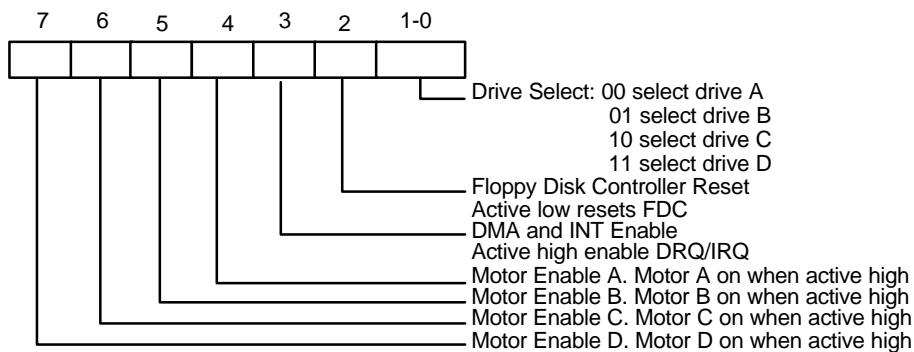 7 6 5 4 3 2 1-0
Drive Select: 00 select drive A
01 select drive B
10 select drive C
11 select drive D
Floppy Disk Controller Reset
Active low resets FDC
DMA and INT Enable
Active high enable DRQ/IRQ
Motor Enable A. Motor A on when active high
Motor Enable B. Motor B on when active high
Motor Enable C. Motor C on when active high
Motor Enable D. Motor D on when active high